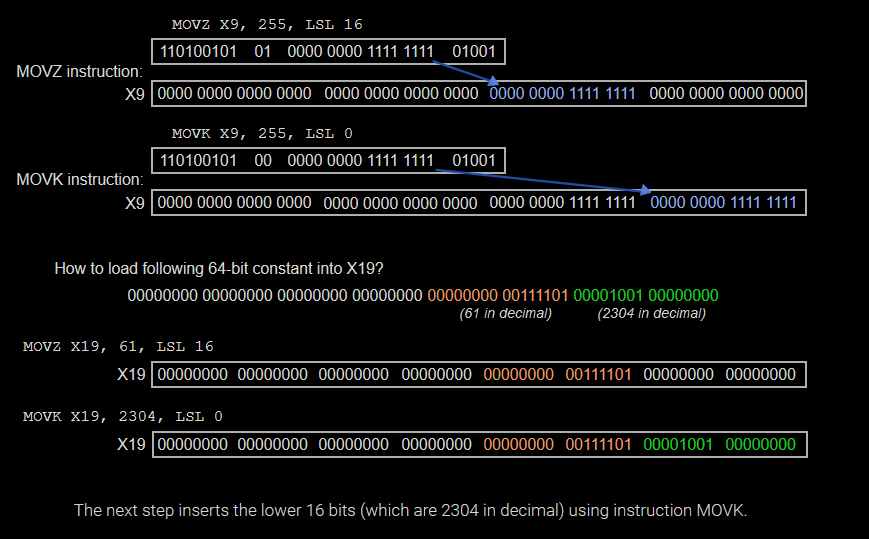 MOVZ X9, 255, LSL 16
110100101 01 0000 0000 1111 1111 01001
MOVZ instruction:
X9 0000 0000 0000 0000 0000 0000 0000 0000 0000 0000 1111 1111 0000 0000 0000 0000
MOVK X9, 255, LSL 0
110100101 00 0000 0000 1111 1111 01001
MOVK instruction:
X9 0000 0000 0000 0000 0000 0000 0000 0000 0000 0000 1111 1111 0000 0000 1111 1111
How to load following 64-bit constant into X19?
00000000 00000000 00000000 00000000 00000000 00111101 00001001 00000000
(61 in decimal) (2304 in decimal)
MOVZ X19, 61, LSL 16
X19 00000000 00000000 00000000 00000000 00000000 00111101 00000000 00000000
MOVK X19, 2304, LSL 0
X19 00000000 00000000 00000000 00000000 00000000 00111101 00001001 00000000
The next step inserts the lower 16 bits (which are 2304 in decimal) using instruction MOVK.